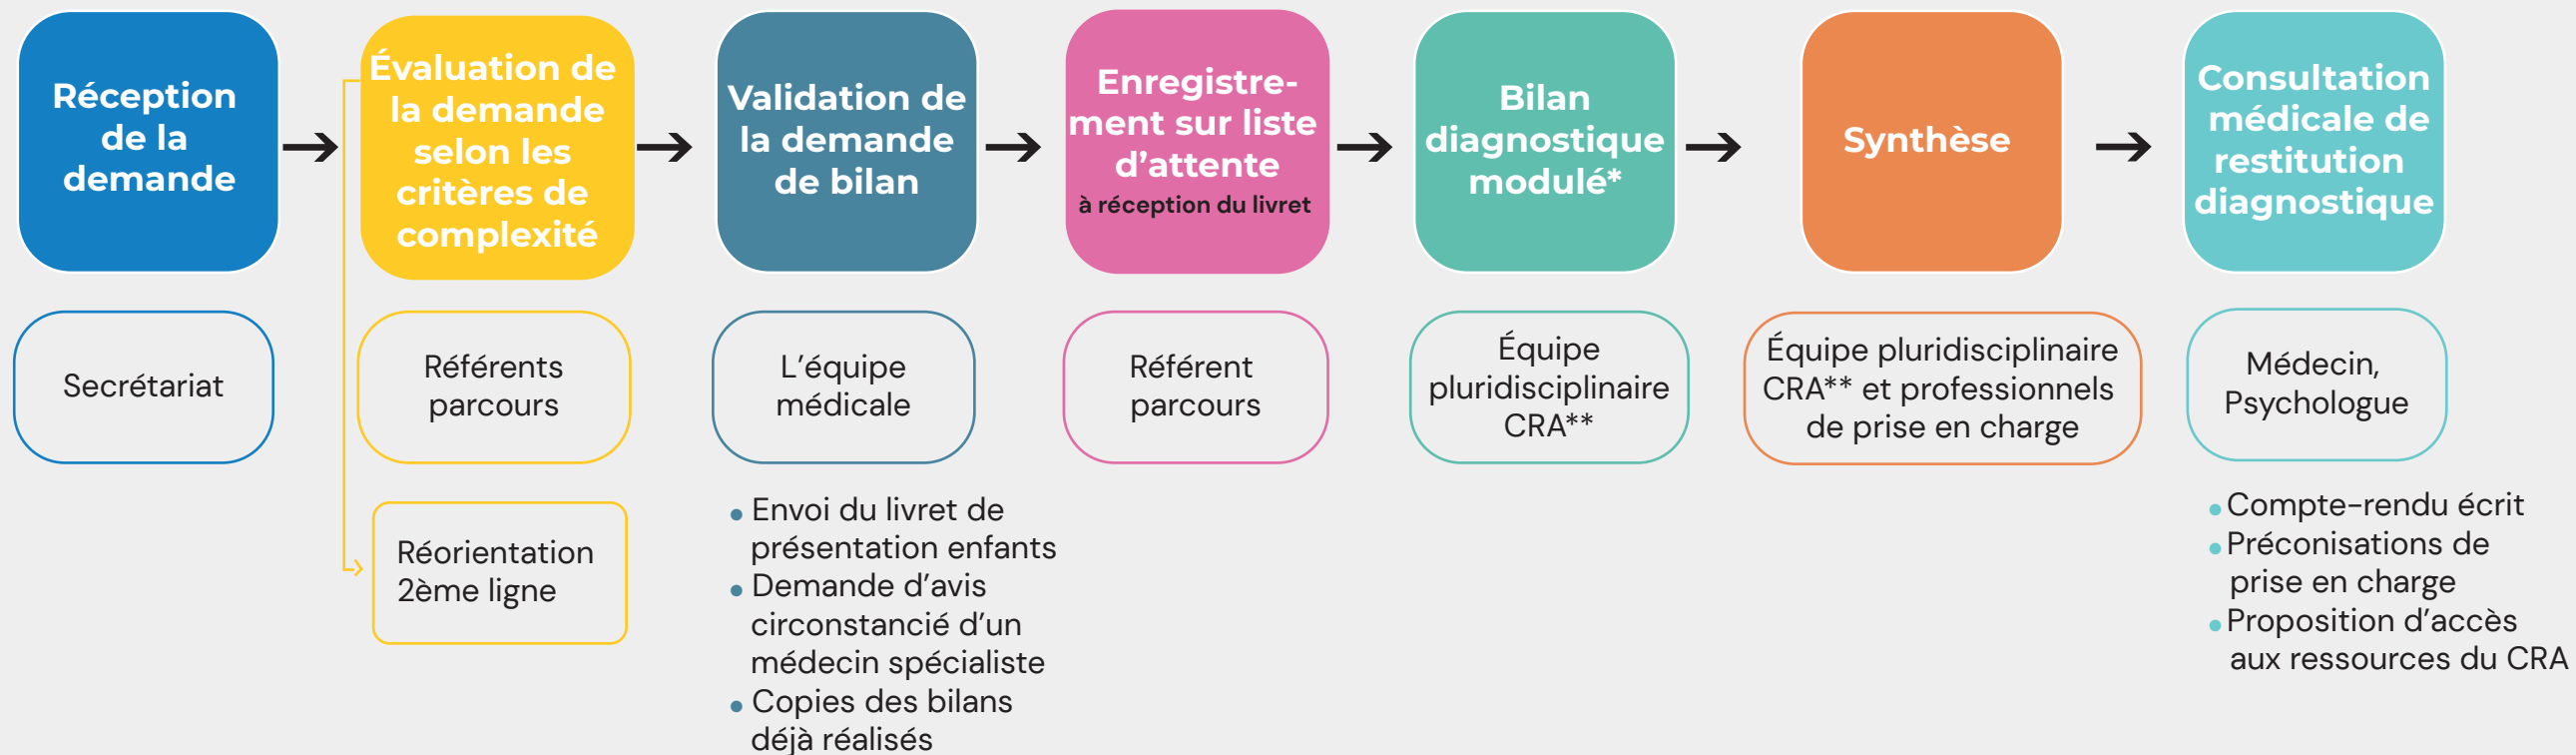 Réception
de la
demande
Évaluation de
la demande
selon les
critères de
complexité
Validation de
la demande
de bilan
Enregistre-
ment sur liste
d'attente
à réception du livret
Bilan
diagnostique
modulé*
Synthèse
Consultation
médicale de
restitution
diagnostique
Secrétariat
Référents
parcours
L'équipe
médicale
Référent
parcours
Équipe
pluridisciplinaire
CRA**
Équipe pluridisciplinaire
CRA** et professionnels
de prise en charge
Médecin,
Psychologue
Réorientation
2ème ligne
• Envoi du livret de
présentation enfants
• Demande d'avis
circonstancié d'un
médecin spécialiste
• Copies des bilans
déjà réalisés
• Compte-rendu écrit
• Préconisations de
prise en charge
• Proposition d'accès
aux ressources du CRA